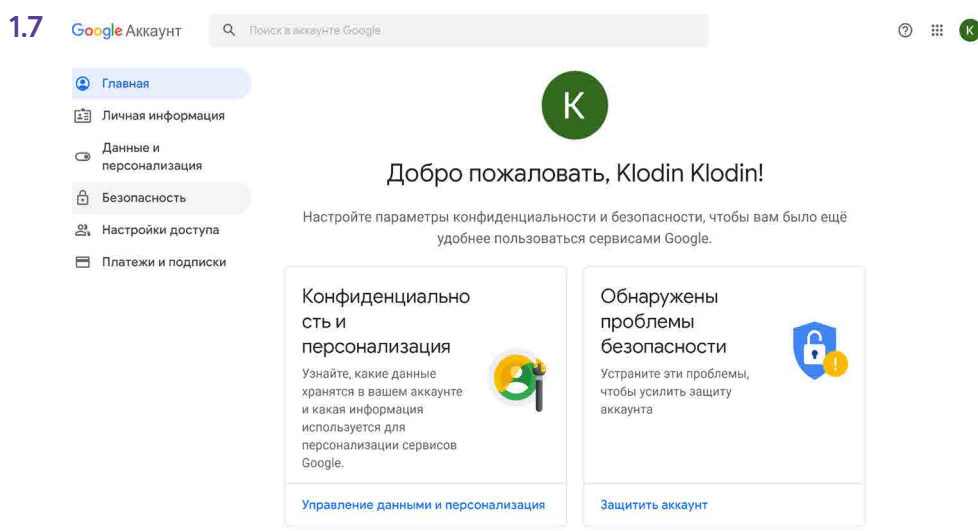 1.7
Google Аккаунт
Поиск в аккаунте Google
K
Главная
Личная информация
Данные и
персонализация
Безопасность
Настройки доступа
Платежи и подписки
K
Добро пожаловать, Klodin Klodin!
Настройте параметры конфиденциальности и безопасности, чтобы вам было ещё
удобнее пользоваться сервисами Google.
Конфиденциально
сть и
персонализация
Узнайте, какие данные
хранятся в вашем аккаунте
и какая информация
используется для
персонализации сервисов
Google.
Управление данными и персонализация
Обнаружены
проблемы
безопасности
Устраните эти проблемы,
чтобы усилить защиту
аккаунта
Защитить аккаунт